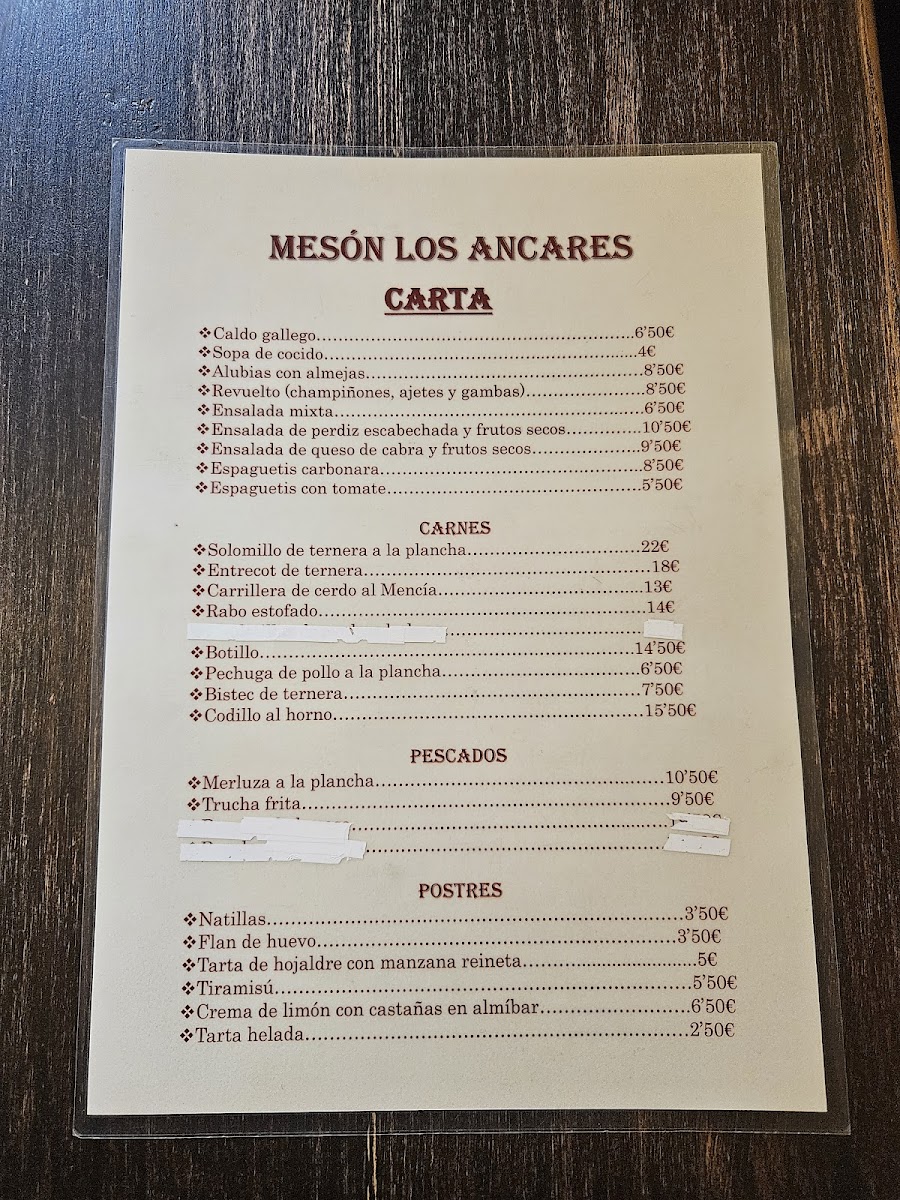 MESÓN LOS ANCARES
CARTA
❖Caldo gallego.......................................................................6'50€
❖Sopa de cocido......................................................................4€
❖Alubias con almejas..............................................................8'50€
❖Revuelto (champiñones, ajetes y gambas)..........................8'50€
❖Ensalada mixta.....................................................................6'50€
❖Ensalada de perdiz escabechada y frutos secos................10'50€
❖Ensalada de queso de cabra y frutos secos........................9'50€
❖Espaguetis carbonara...........................................................8'50€
❖Espaguetis con tomate.........................................................5'50€
CARNES
❖Solomillo de ternera a la plancha.......................................22€
❖Entrecot de ternera................................................................18€
❖Carrillera de cerdo al Mencía..............................................13€
❖Rabo estofado.........................................................................14€
❖Botillo....................................................................................14'50€
❖Pechuga de pollo a la plancha............................................6'50€
❖Bistec de ternera..................................................................7'50€
❖Codillo al horno.....................................................................15'50€
PESCADOS
❖Merluza a la plancha................................................................10'50€
❖Trucha frita................................................................................9'50€
POSTRES
❖Natillas.........................................................................................3'50€
❖Flan de huevo..............................................................................3'50€
❖Tarta de hojaldre con manzana reineta......................................5€
❖Tiramisú.......................................................................................5'50€
❖Crema de limón con castañas en almíbar................................6'50€
❖Tarta helada.................................................................................2'50€